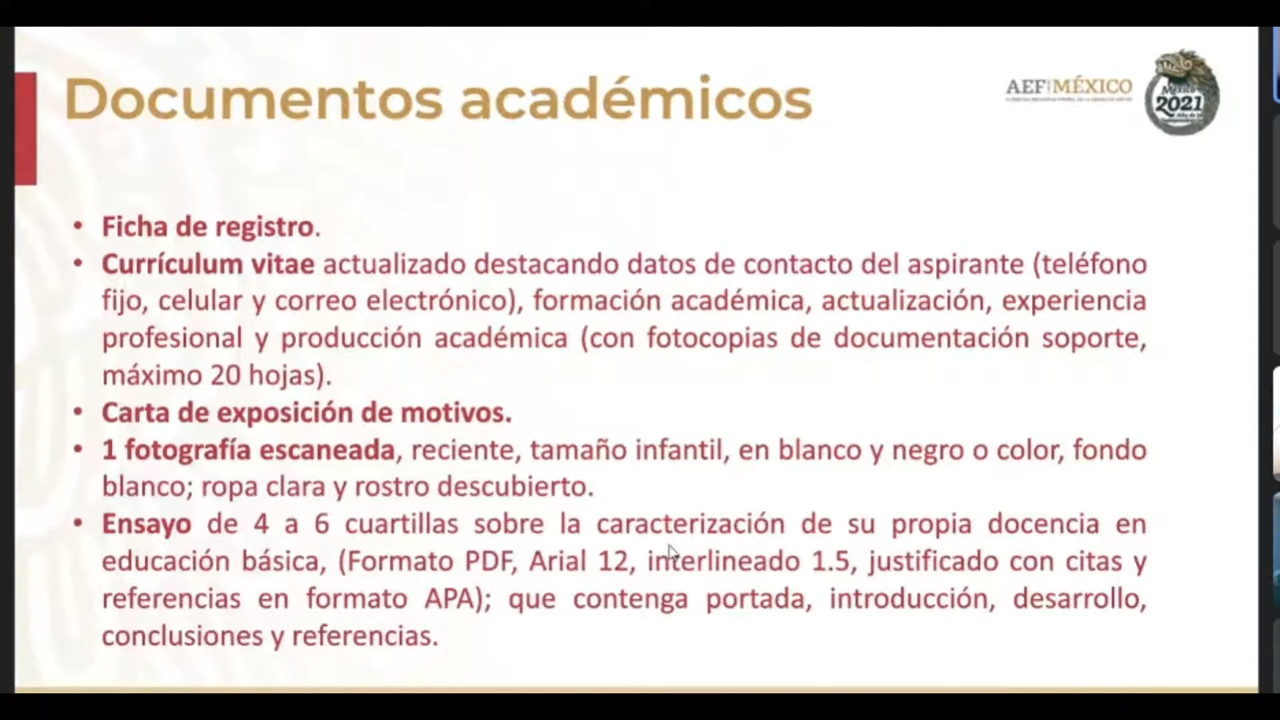 Documentos académicos
AEF MÉXICO
México
2021
• Ficha de registro.
• Currículum vitae actualizado destacando datos de contacto del aspirante (teléfono
fijo, celular y correo electrónico), formación académica, actualización, experiencia
profesional y producción académica (con fotocopias de documentación soporte,
máximo 20 hojas).
• Carta de exposición de motivos.
• 1 fotografía escaneada, reciente, tamaño infantil, en blanco y negro o color, fondo
blanco; ropa clara y rostro descubierto.
• Ensayo de 4 a 6 cuartillas sobre la caracterización de su propia docencia en
educación básica, (Formato PDF, Arial 12, interlineado 1.5, justificado con citas y
referencias en formato APA); que contenga portada, introducción, desarrollo,
conclusiones y referencias.